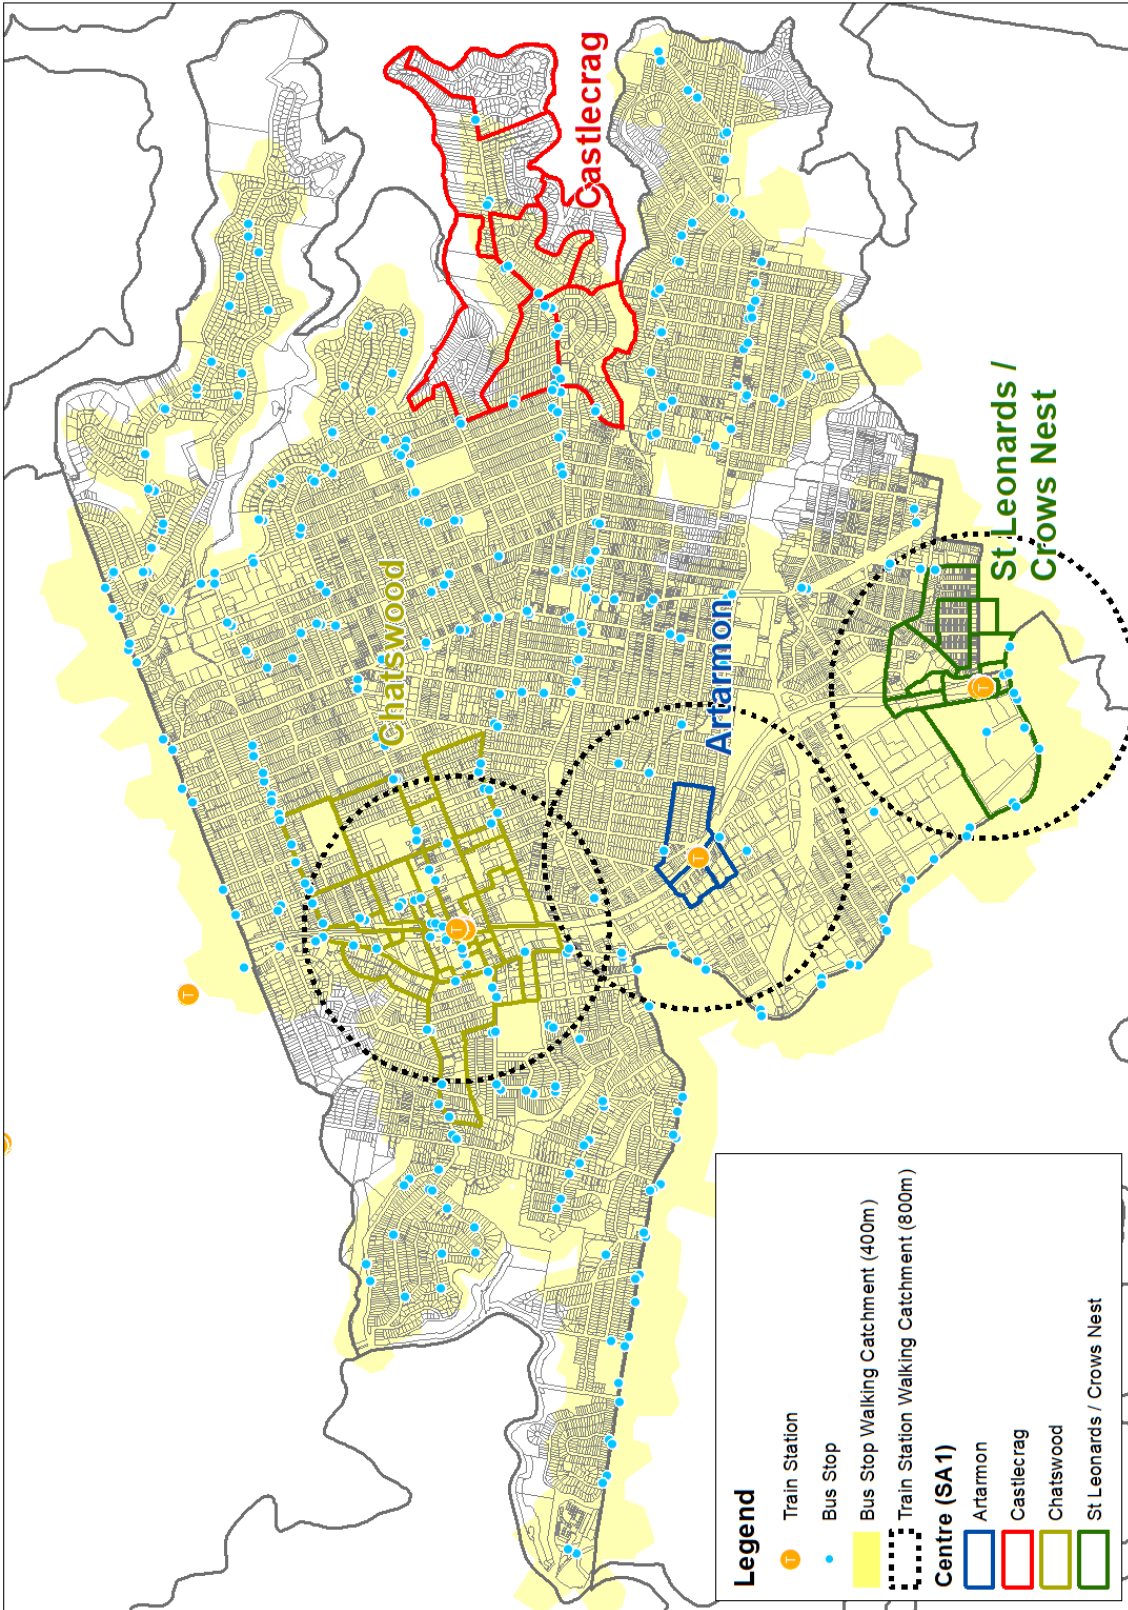 Castlecrag
Chatswood
Artarmon
St Leonards /
Crows Nest
Legend
T Train Station
Bus Stop
Bus Stop Walking Catchment (400m)
Train Station Walking Catchment (800m)
Centre (SA1)
Artarmon
Castlecrag
Chatswood
St Leonards / Crows Nest
T
T
T
T